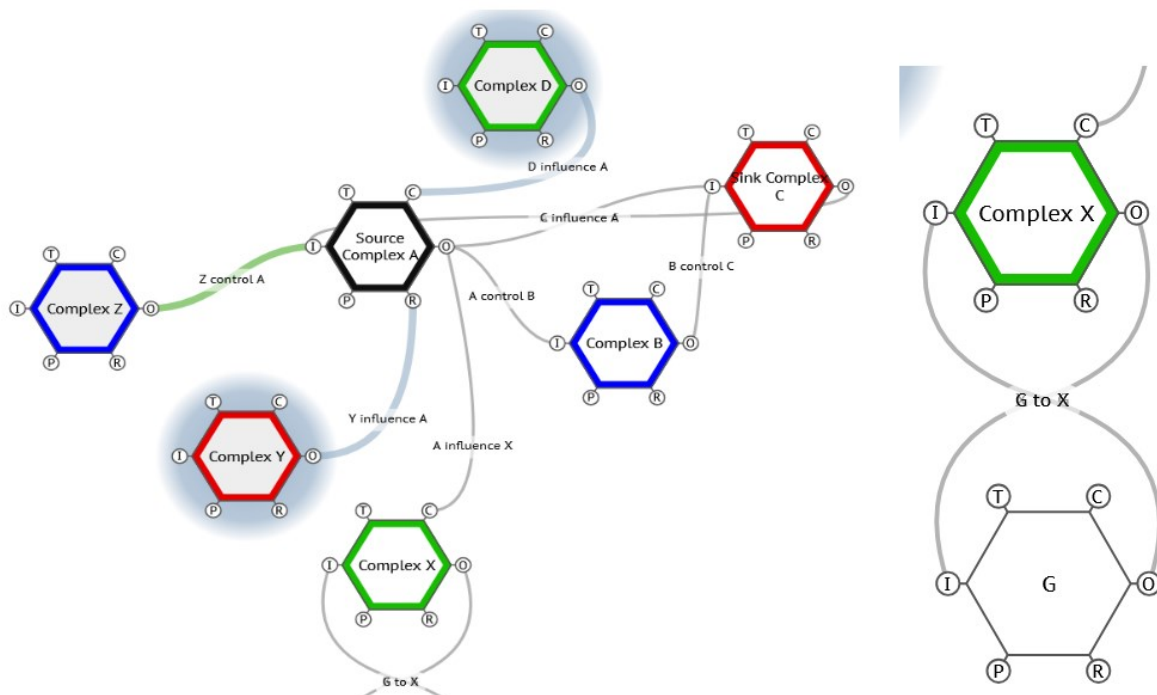 T
C
I
Complex D
O
P
R
D influence A
T
C
I
Sink Complex
C
O
P
R
C influence A
T
C
I
Source
Complex A
O
P
R
Z control A
T
C
I
Complex Z
O
P
R
A control B
B control C
T
C
I
Complex B
O
P
R
Y influence A
A influence X
T
C
I
Complex Y
O
P
R
T
C
I
Complex X
O
P
R
G to X
T
C
I
Complex X
O
P
R
G to X
T
C
I
G
O
P
R